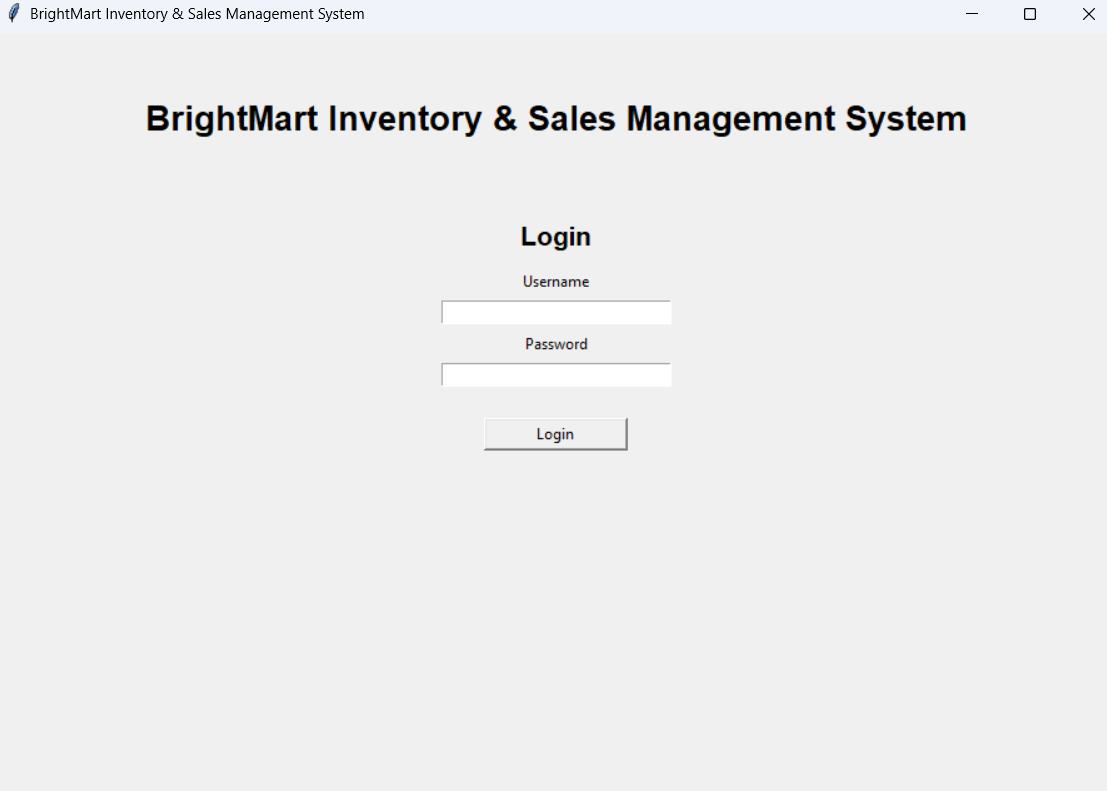 BrightMart Inventory & Sales Management System
BrightMart Inventory & Sales Management System
Login
Username
Password
Login